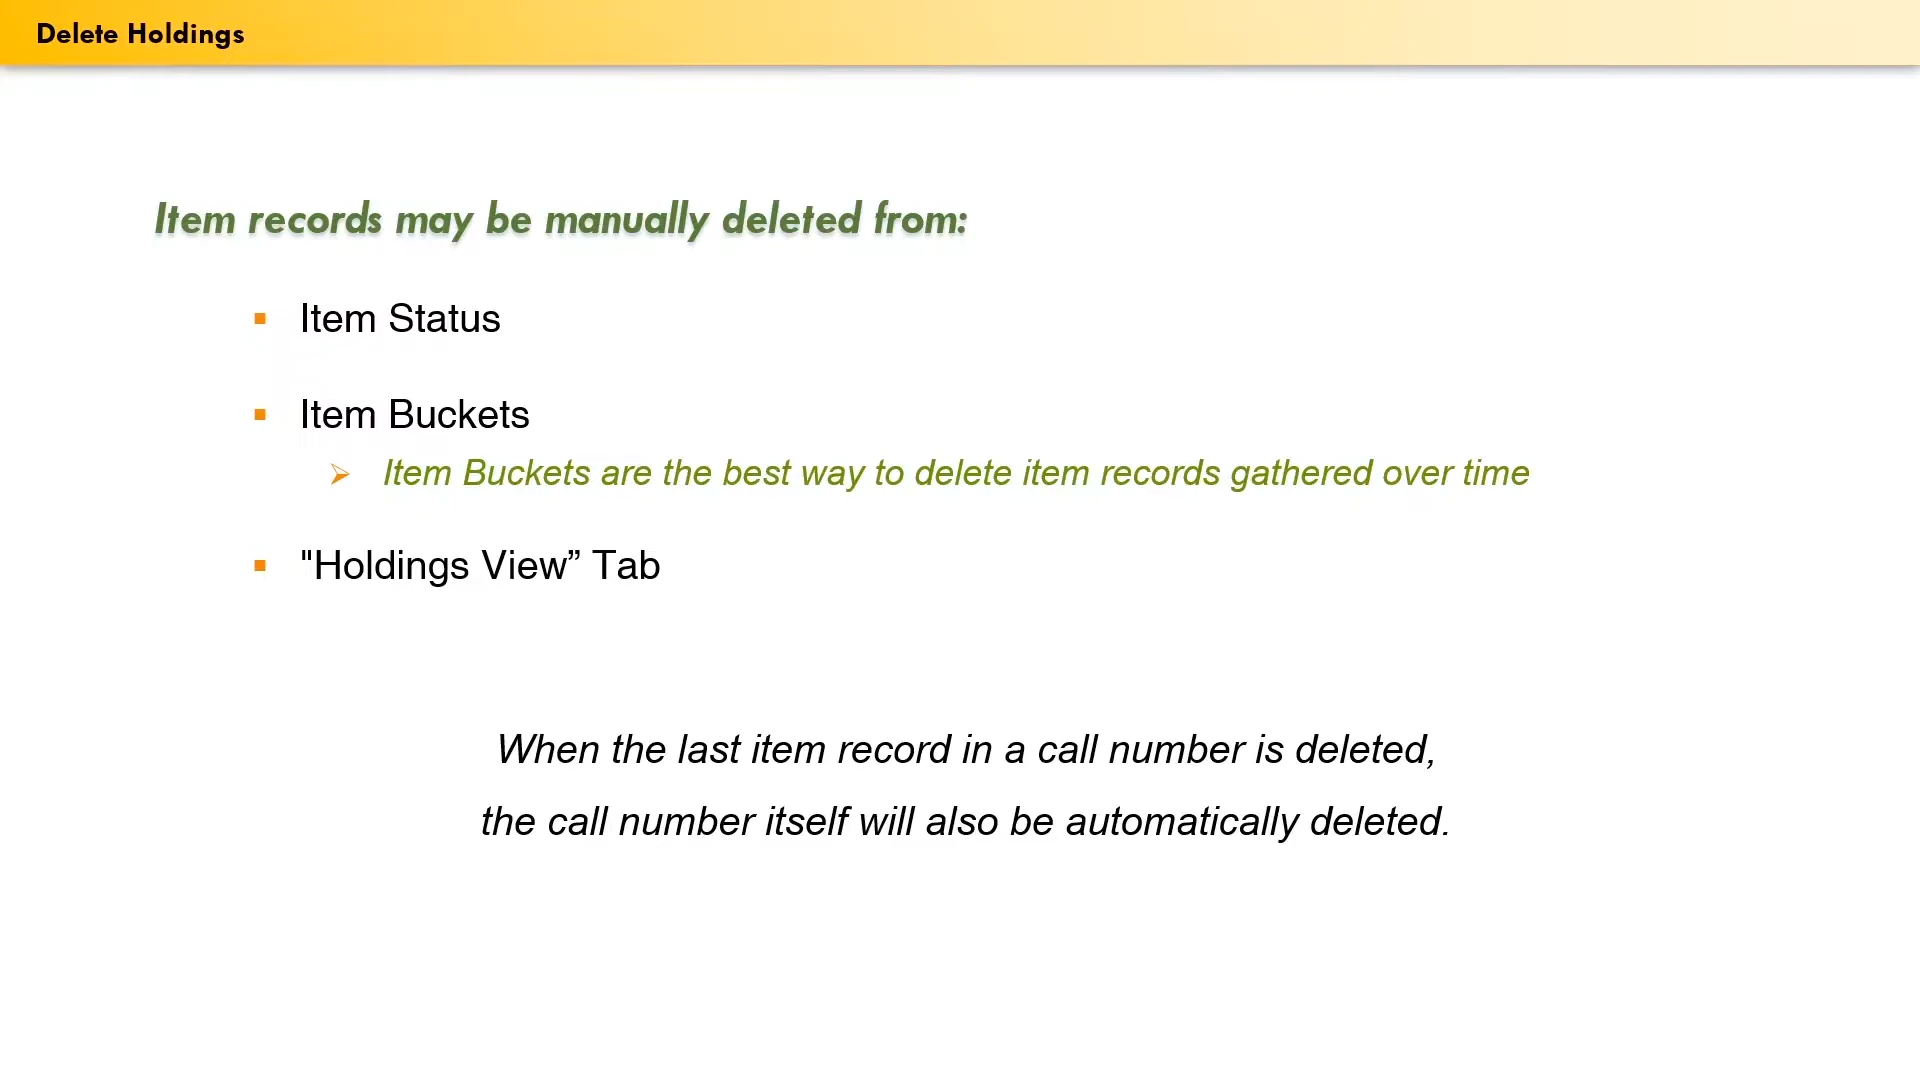 Delete Holdings
Item records may be manually deleted from:
Item Status
Item Buckets
Item Buckets are the best way to delete item records gathered over time
"Holdings View” Tab
When the last item record in a call number is deleted,
the call number itself will also be automatically deleted.